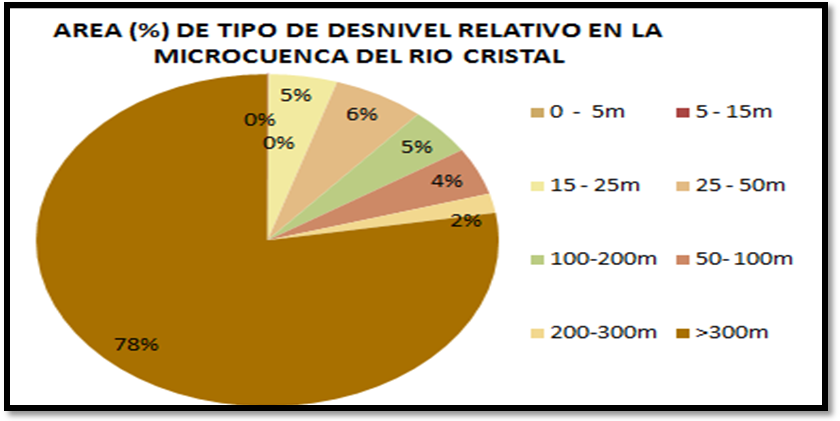 AREA (%) DE TIPO DE DESNIVEL RELATIVO EN LA
MICROCUENCA DEL RIO CRISTAL
0%
0%
5%
6%
5%
4%
2%
78%
0 - 5m
5 - 15m
15 - 25m
25 - 50m
100-200m
50- 100m
200-300m
>300m